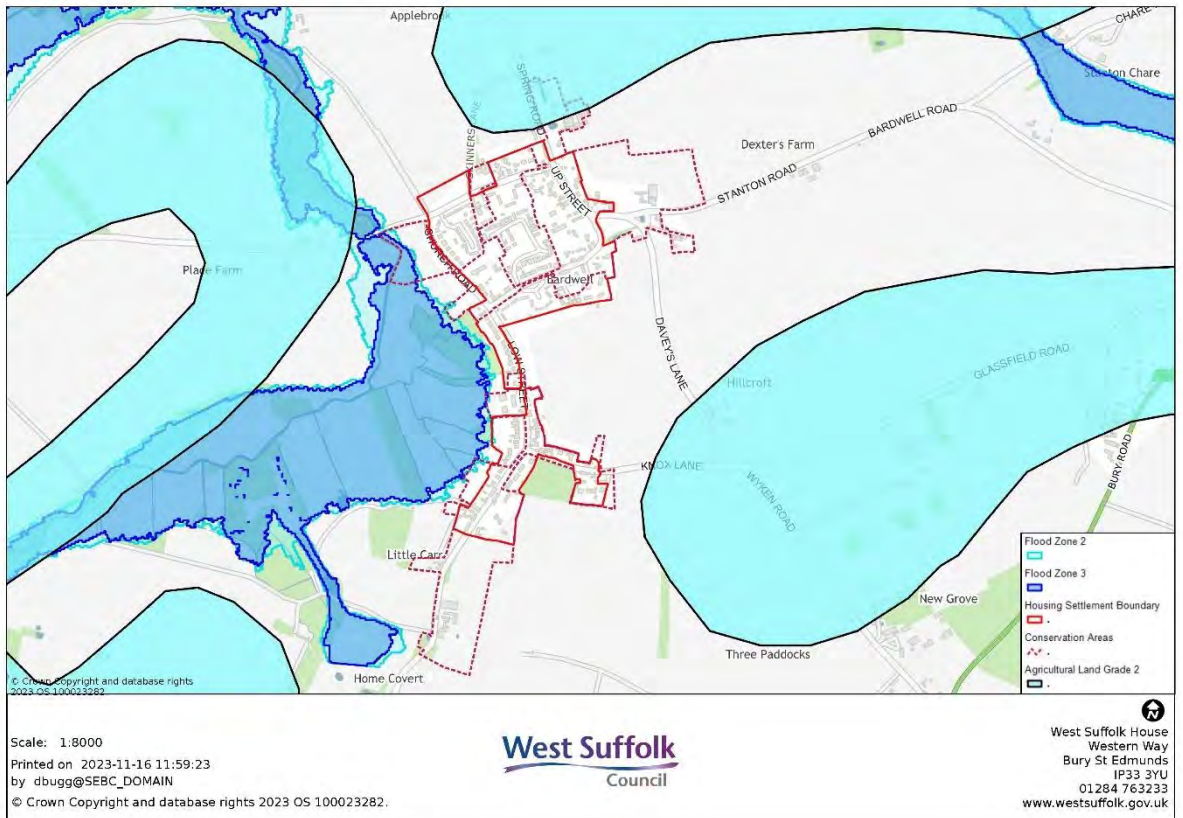 Applebrook
CHARE
Stanton Chare
SPRING ROAD
SKINNERS LANE
BARDWELL ROAD
Dexter's Farm
UP STREET
STANTON ROAD
Place Farm
CHURCH ROAD
Bardwell
DAVEY'S LANE
LOW STREET
Hillcroft
GLASSFIELD ROAD
KNOX LANE
WYKEN ROAD
BURY ROAD
Little Carr
New Grove
Three Paddocks
Home Covert
Flood Zone 2
Flood Zone 3
Housing Settlement Boundary
.
Conservation Areas
.
Agricultural Land Grade 2
.
© Crown Copyright and database rights
2023 OS 100023282
Scale: 1:8000
Printed on 2023-11-16 11:59:23
by dbugg@SEBC_DOMAIN
© Crown Copyright and database rights 2023 OS 100023282.
West Suffolk
Council
N
West Suffolk House
Western Way
Bury St Edmunds
IP33 3YU
01284 763233
www.westsuffolk.gov.uk